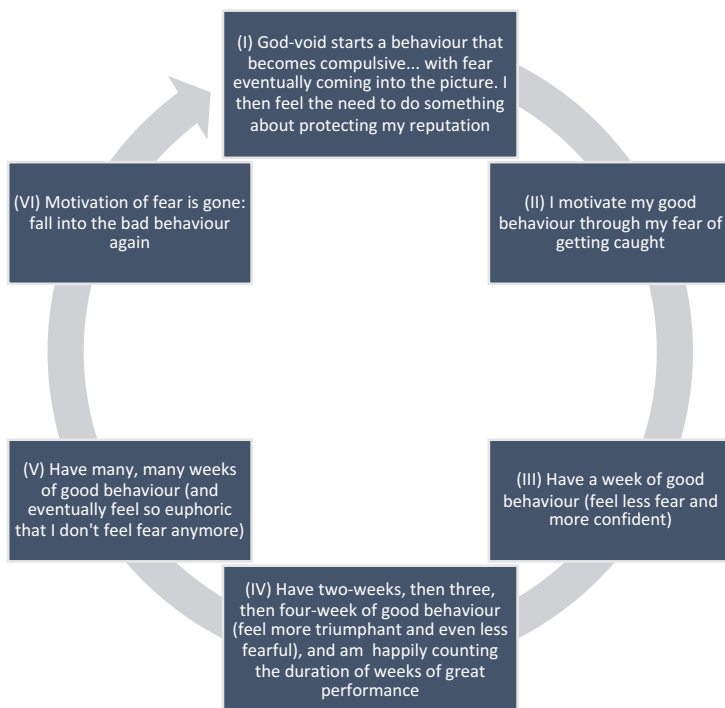 (I) God-void starts a behaviour that
becomes compulsive... with fear
eventually coming into the picture. I
then feel the need to do something
about protecting my reputation
(II) I motivate my good
behaviour through my fear of
getting caught
(III) Have a week of good
behaviour (feel less fear and
more confident)
(IV) Have two-weeks, then three,
then four-week of good behaviour
(feel more triumphant and even less
fearful), and am happily counting
the duration of weeks of great
performance
(V) Have many, many weeks
of good behaviour (and
eventually feel so euphoric
that I don't feel fear anymore)
(VI) Motivation of fear is gone:
fall into the bad behaviour
again